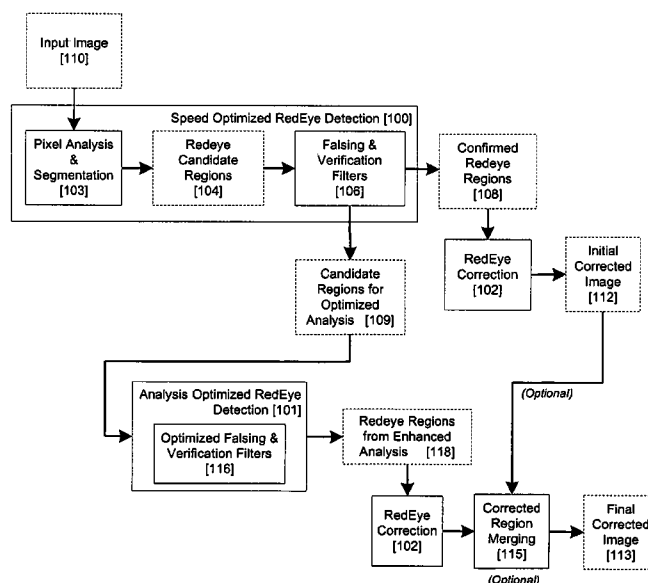 Input Image
[110]
Speed Optimized RedEye Detection [100]
Pixel Analysis
&
Segmentation
[103]
Redeye
Candidate
Regions
[104]
Falsing &
Verification
Filters
[106]
Confirmed
Redeye
Regions
[108]
RedEye
Correction
[102]
Initial
Corrected
Image
[112]
Candidate
Regions for
Optimized
Analysis [109]
(Optional)
Analysis Optimized RedEye
Detection [101]
Optimized Falsing &
Verification Filters
[116]
Redeye Regions
from Enhanced
Analysis [118]
RedEye
Correction
[102]
Corrected
Region
Merging
[115]
Final
Corrected
Image
[113]
(Optional)